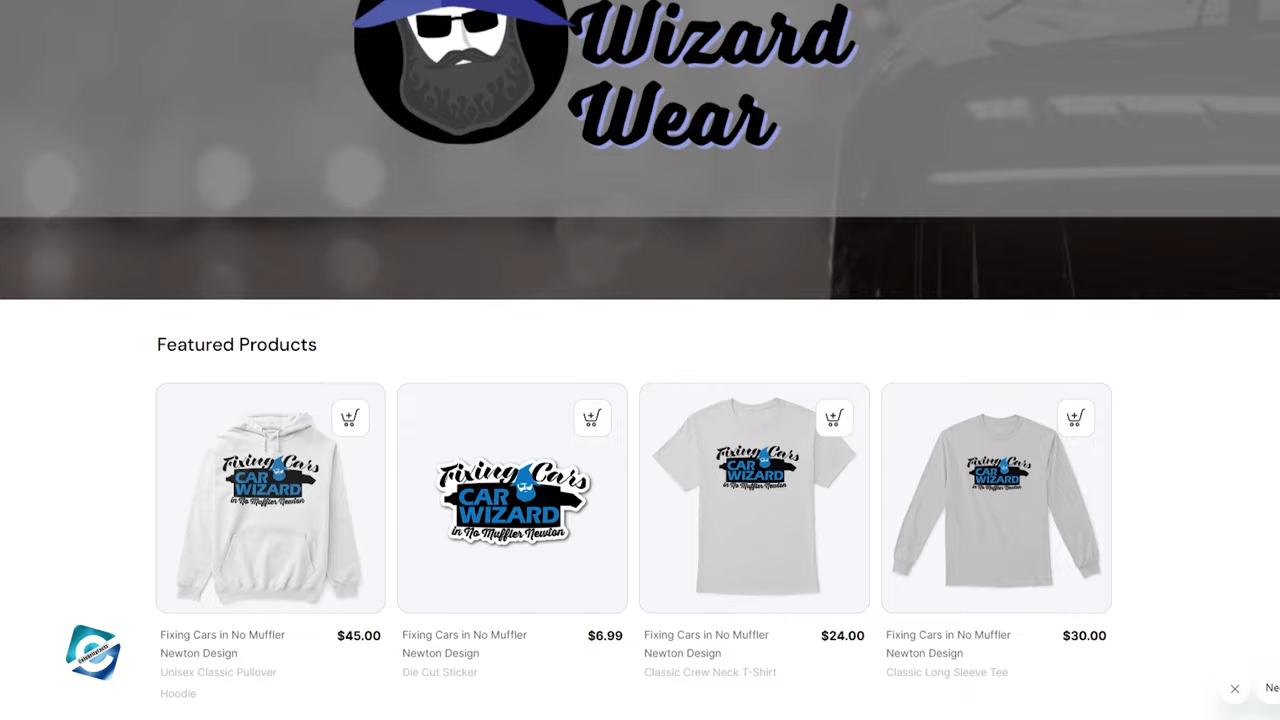 Wizard
Wear
Featured Products
Fixing Cars
CAR
WIZARD
in No Muffler Newton
Fixing Cars
CAR
WIZARD
in No Muffler Newton
Fixing Cars
CAR
WIZARD
in No Muffler Newton
Fixing Cars
CAR
WIZARD
in No Muffler Newton
Fixing Cars in No Muffler
Newton Design
$45.00
Unisex Classic Pullover
Hoodie
Fixing Cars in No Muffler
Newton Design
$6.99
Die Cut Sticker
Fixing Cars in No Muffler
Newton Design
$24.00
Classic Crew Neck T-Shirt
Fixing Cars in No Muffler
Newton Design
$30.00
Classic Long Sleeve Tee
Ne